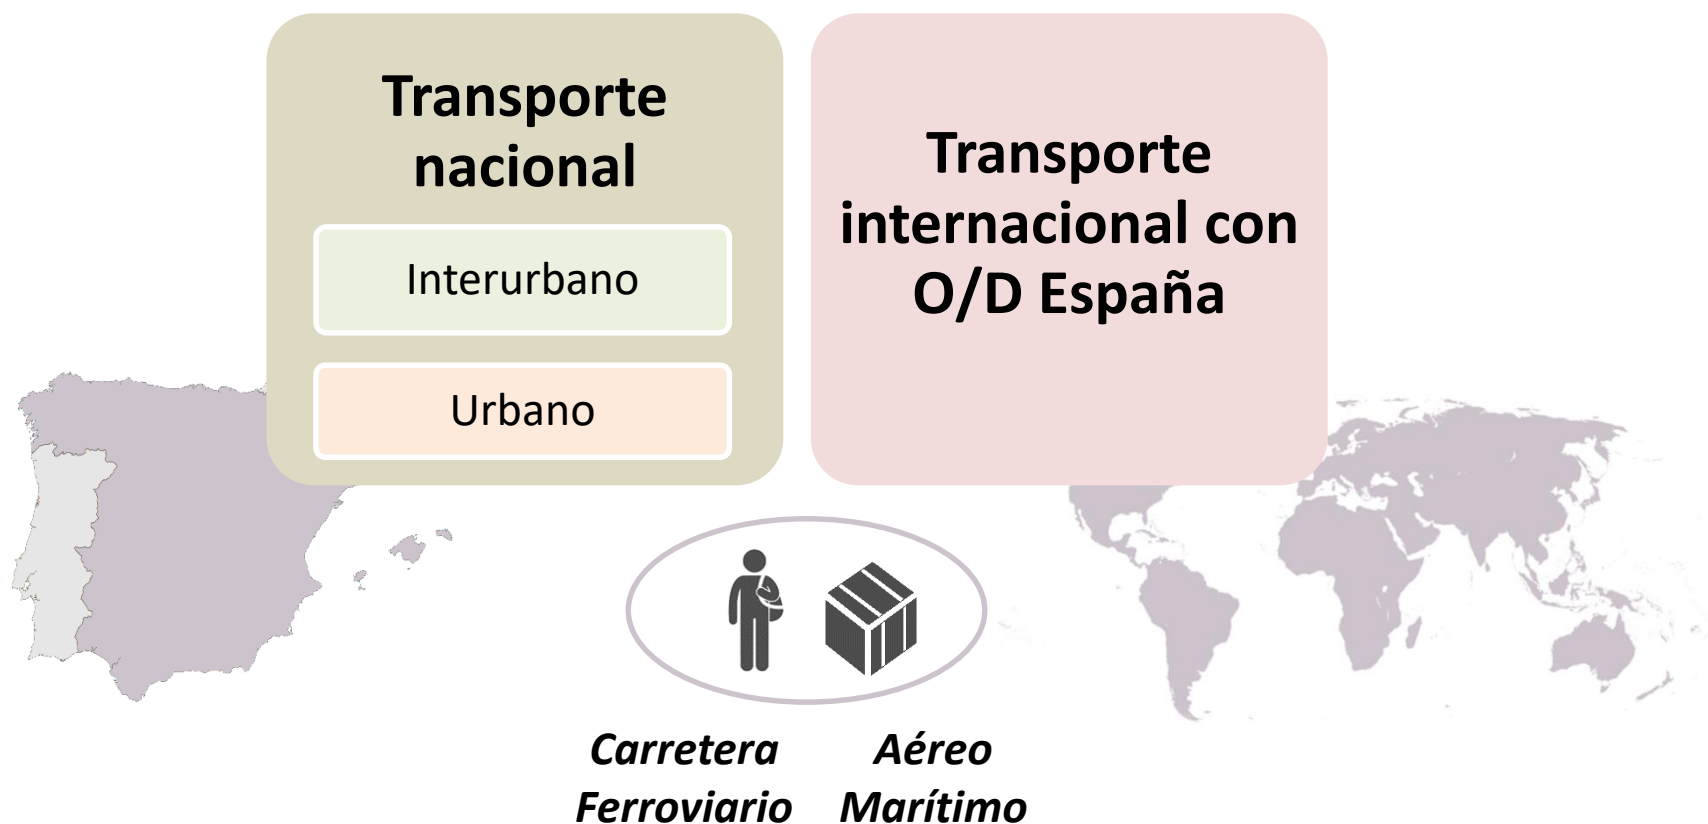 Transporte
nacional
Interurbano
Urbano
Transporte
internacional con
O/D España
Carretera
Aéreo
Ferroviario
Marítimo